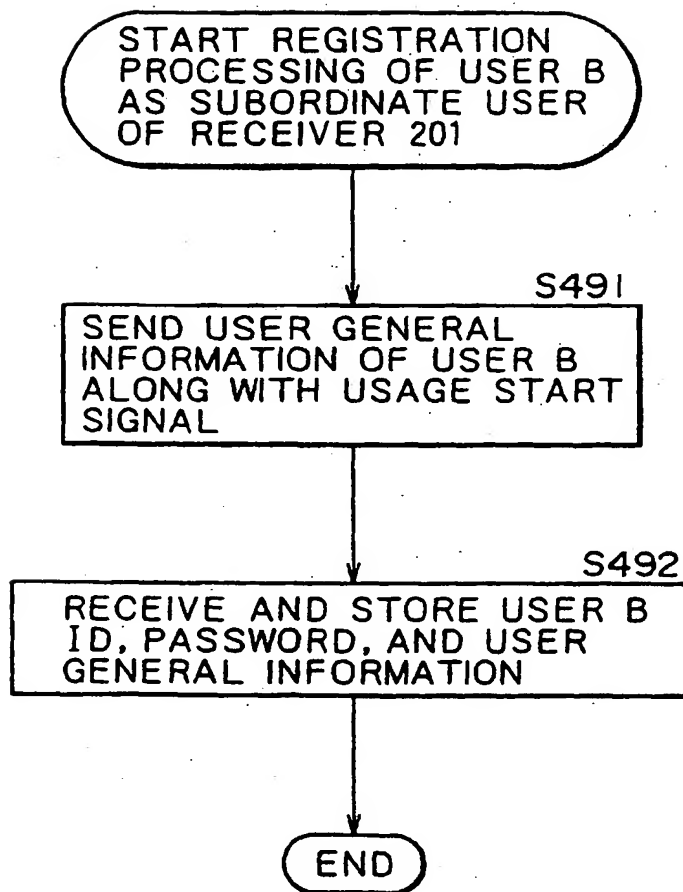 START REGISTRATION
PROCESSING OF USER B
AS SUBORDINATE USER
OF RECEIVER 201
S491
SEND USER GENERAL
INFORMATION OF USER B
ALONG WITH USAGE START
SIGNAL
S492
RECEIVE AND STORE USER B
ID, PASSWORD, AND USER
GENERAL INFORMATION
END